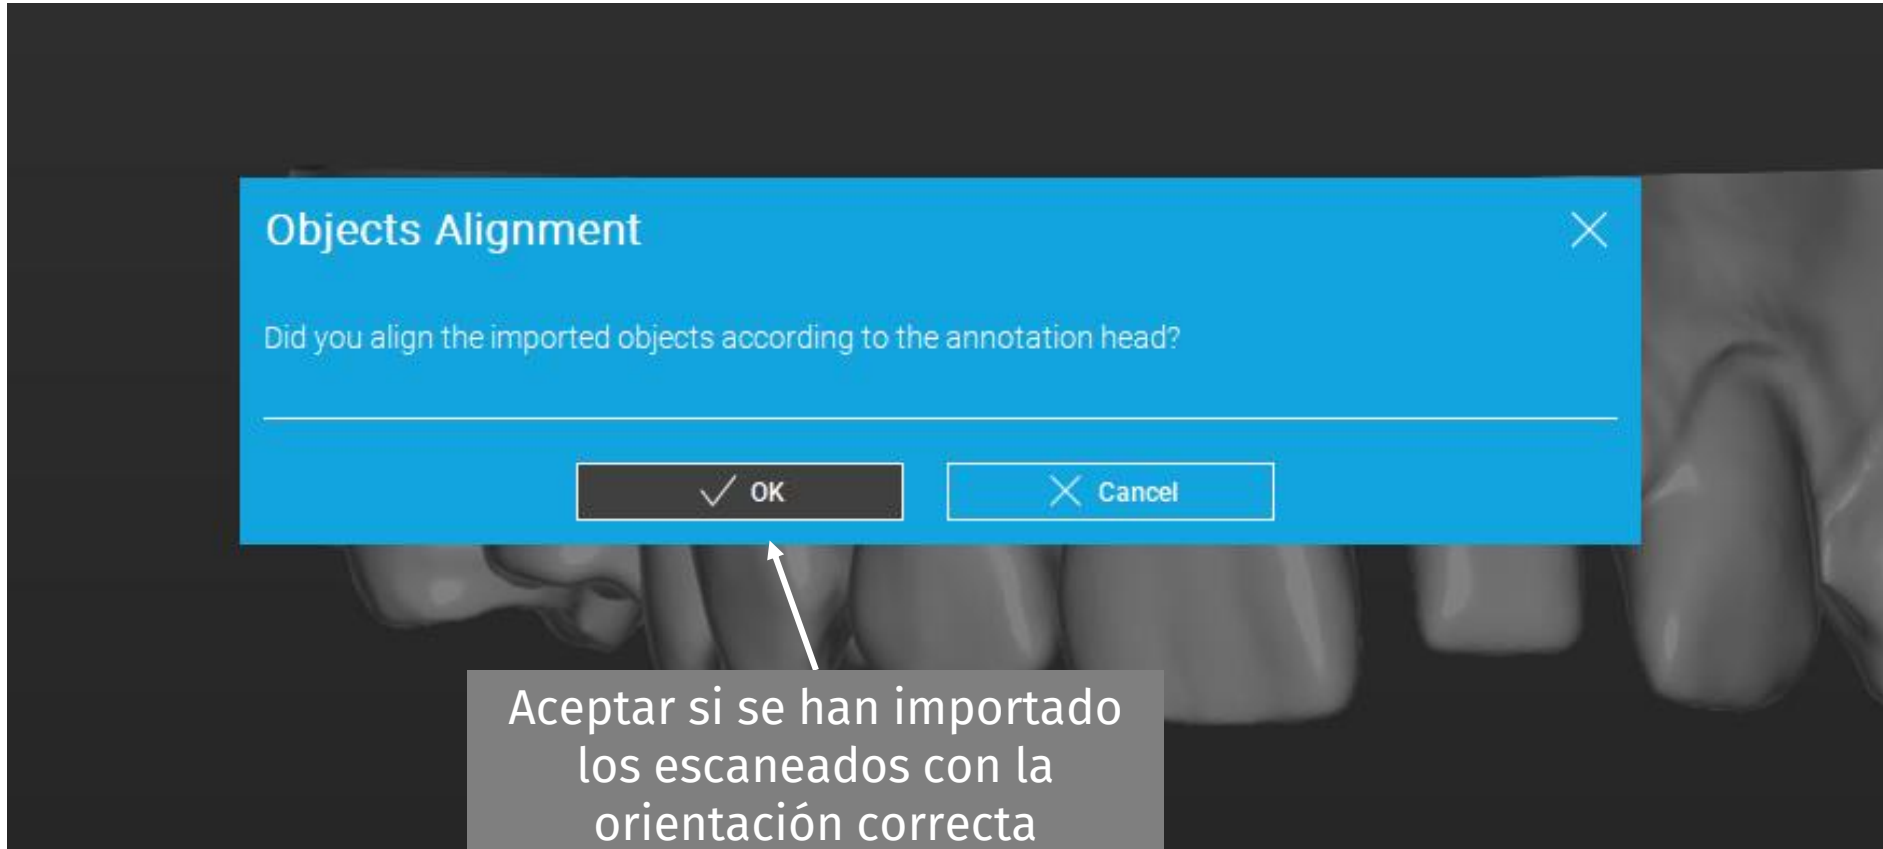 Objects Alignment
Did you align the imported objects according to the annotation head?
OK
Cancel
Aceptar si se han importado
los escaneados con la
orientación correcta